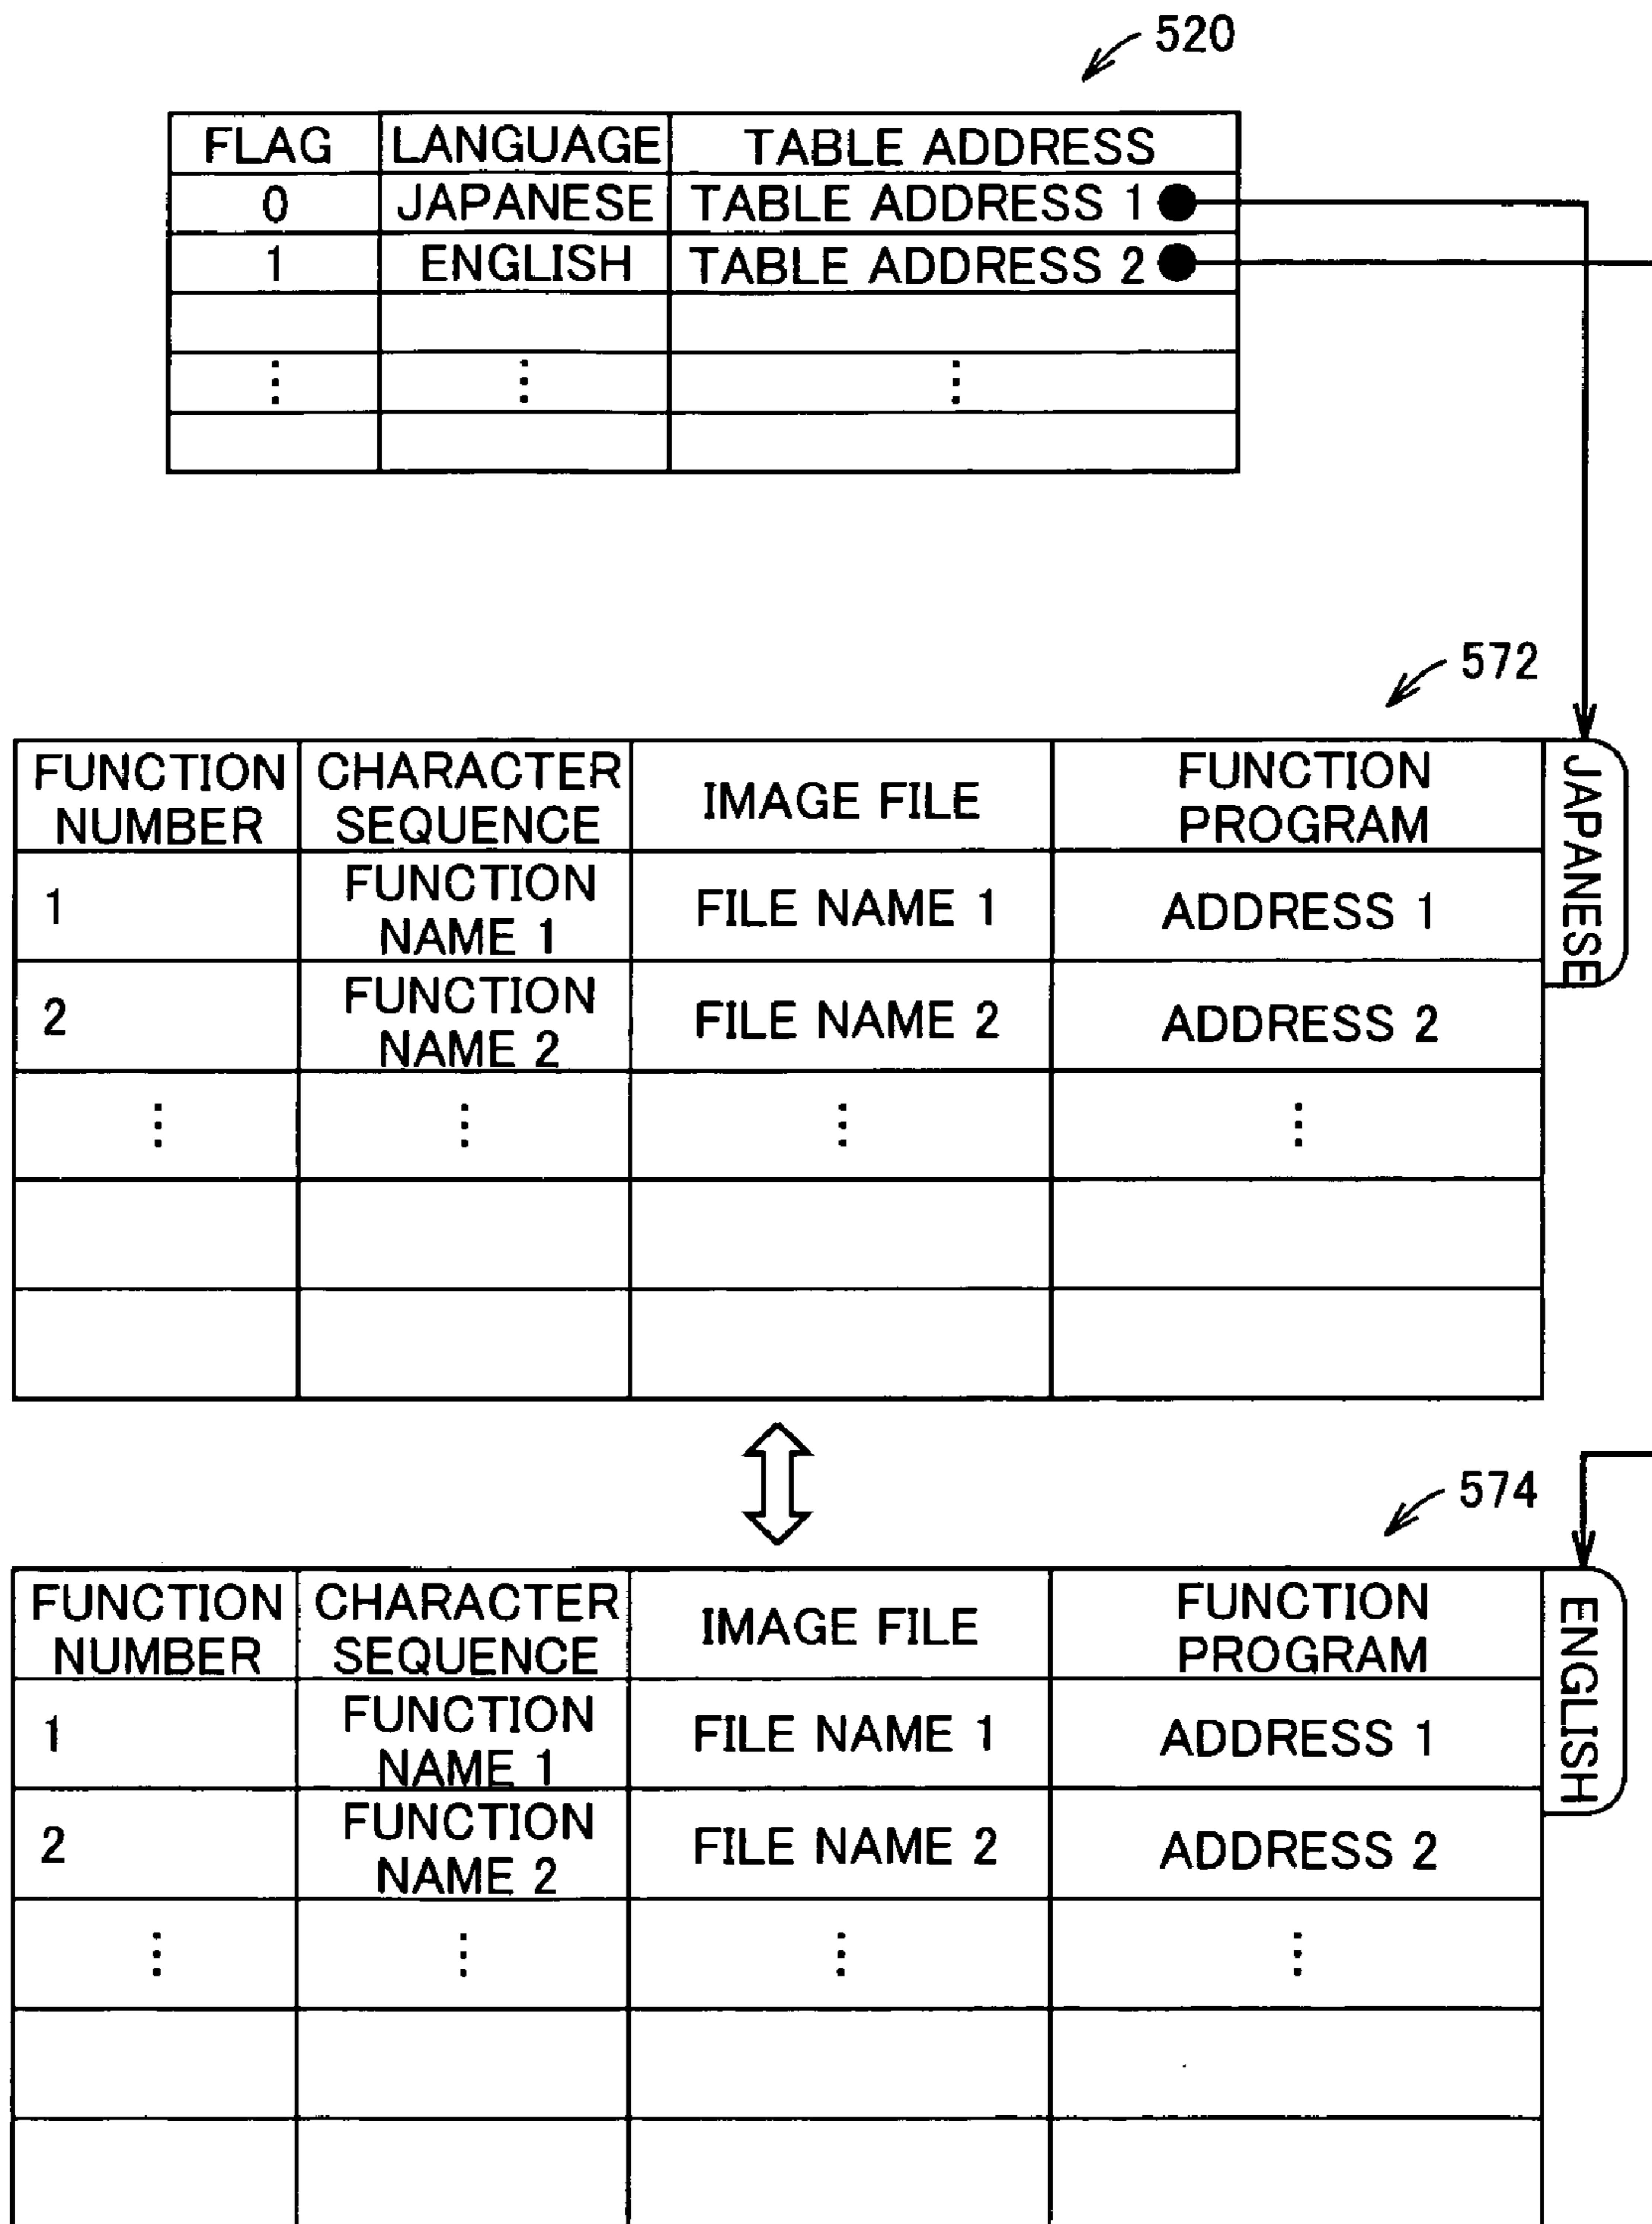 520
FLAG LANGUAGE TABLE ADDRESS
0 JAPANESE TABLE ADDRESS 1
1 ENGLISH TABLE ADDRESS 2
⋮ ⋮ ⋮
572
JAPANESE
FUNCTION CHARACTER IMAGE FILE FUNCTION
NUMBER SEQUENCE PROGRAM
1 FUNCTION FILE NAME 1 ADDRESS 1
NAME 1
2 FUNCTION FILE NAME 2 ADDRESS 2
NAME 2
⋮ ⋮ ⋮ ⋮
574
ENGLISH
FUNCTION CHARACTER IMAGE FILE FUNCTION
NUMBER SEQUENCE PROGRAM
1 FUNCTION FILE NAME 1 ADDRESS 1
NAME 1
2 FUNCTION FILE NAME 2 ADDRESS 2
NAME 2
⋮ ⋮ ⋮ ⋮